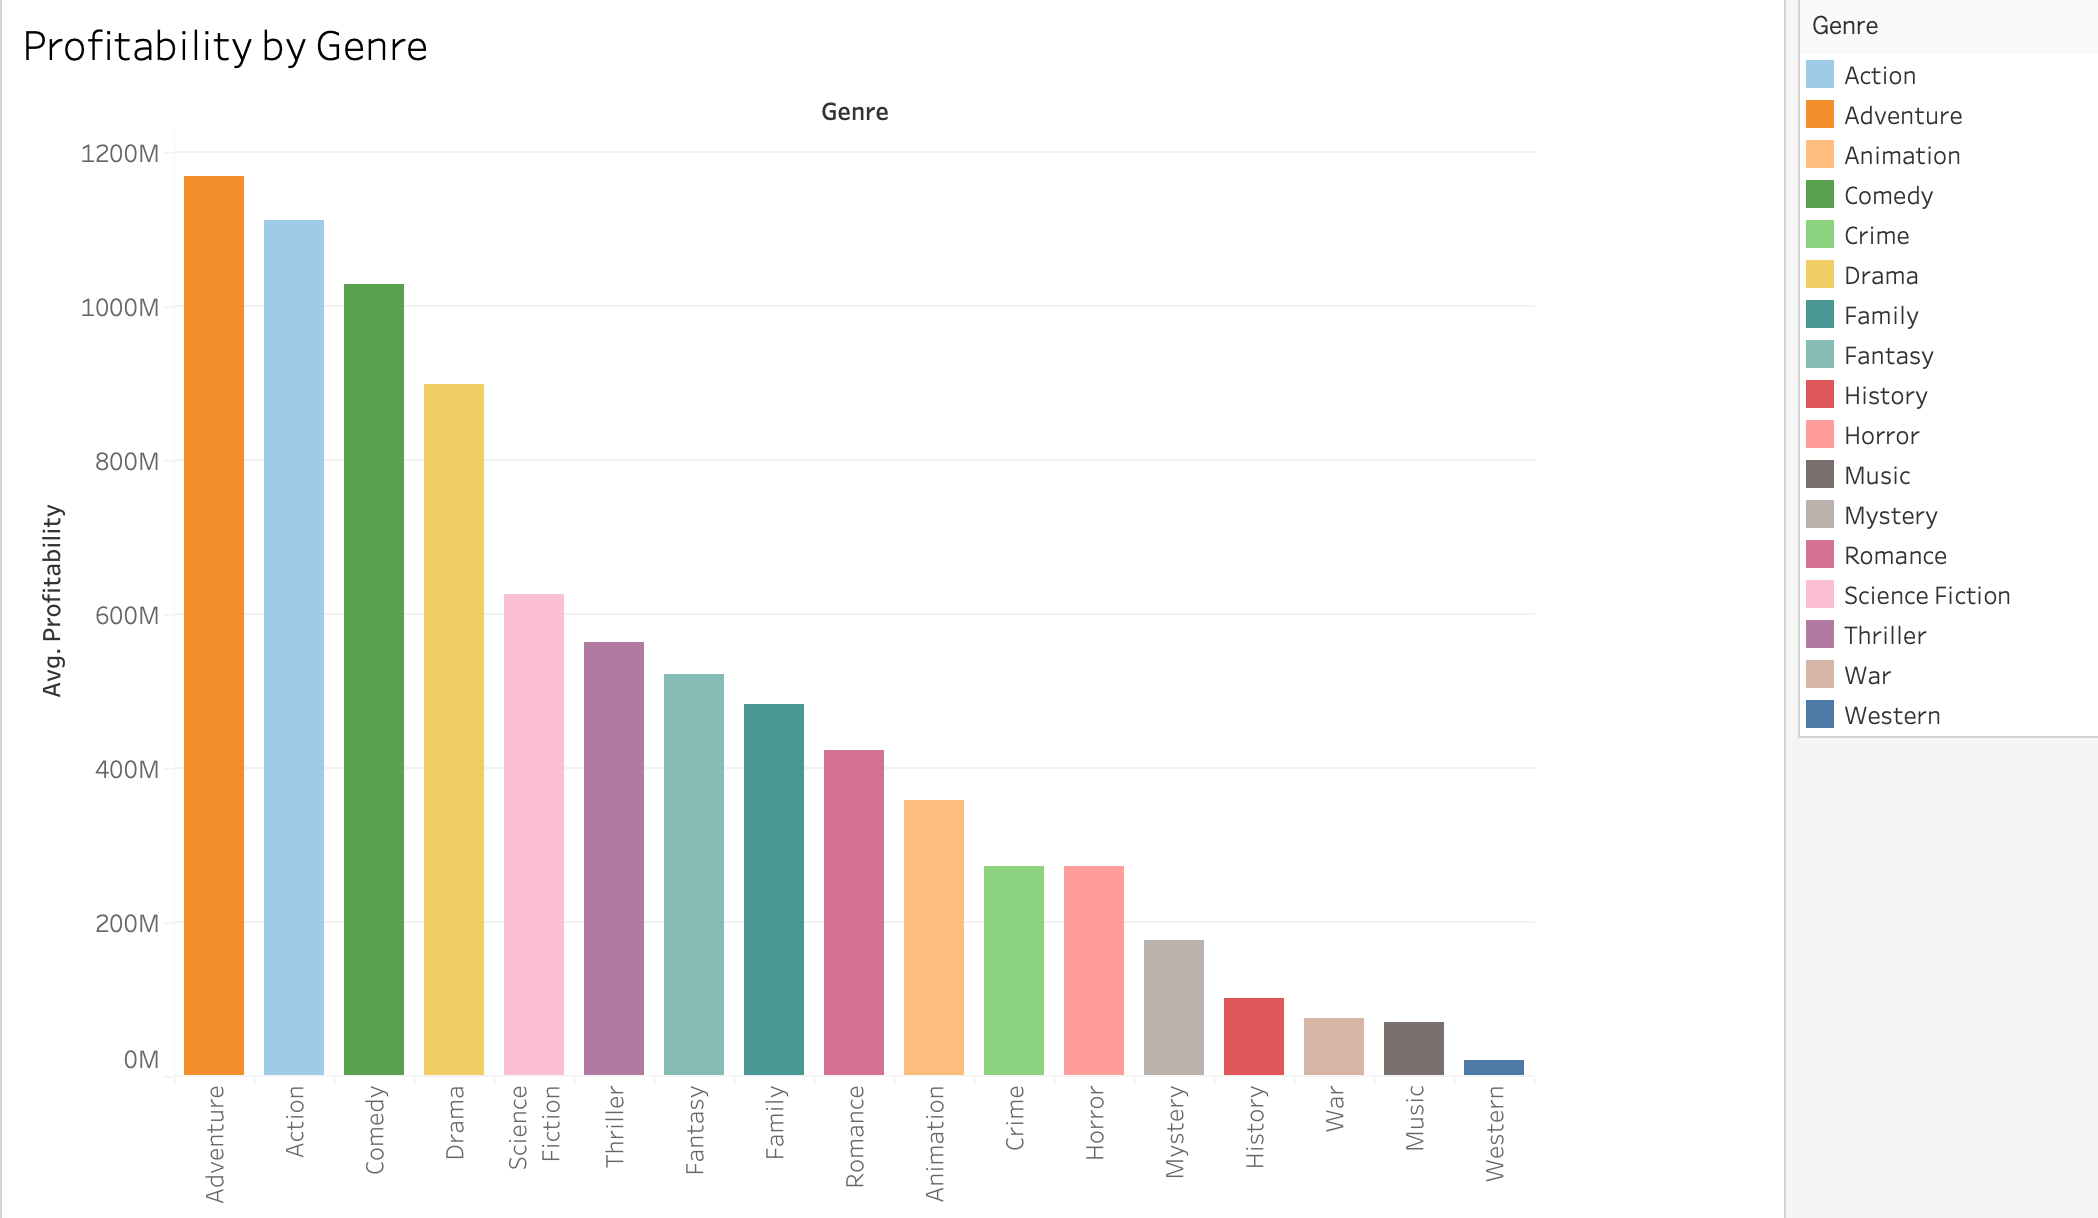 Profitability by Genre
Genre
1200M
1000M
800M
600M
400M
200M
0M
Avg. Profitability
Adventure
Action
Comedy
Drama
Science
Fiction
Thriller
Fantasy
Family
Romance
Animation
Crime
Horror
Mystery
History
War
Music
Western
Genre
Action
Adventure
Animation
Comedy
Crime
Drama
Family
Fantasy
History
Horror
Music
Mystery
Romance
Science Fiction
Thriller
War
Western